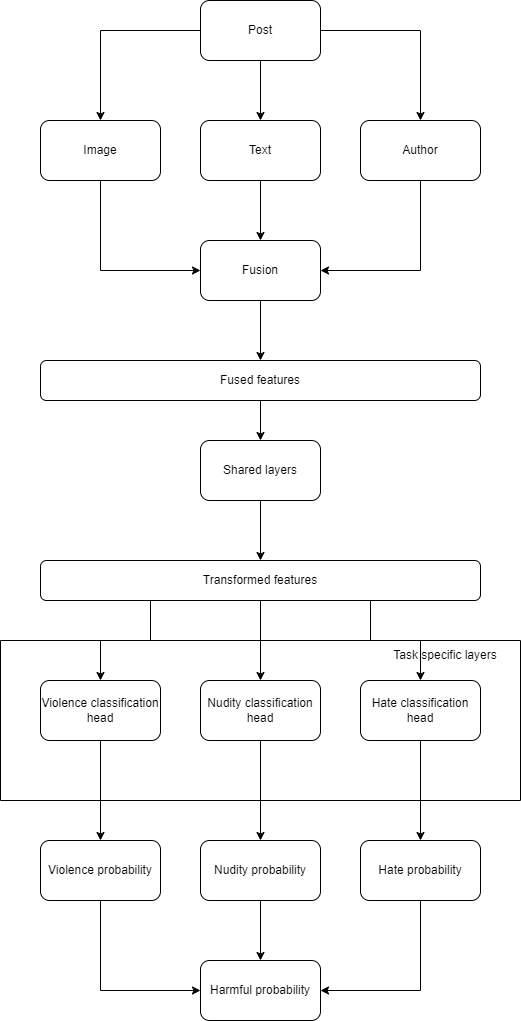 Post
Image
Text
Author
Fusion
Fused features
Shared layers
Transformed features
Task specific layers
Violence classification
head
Nudity classification
head
Hate classification
head
Violence probability
Nudity probability
Hate probability
Harmful probability